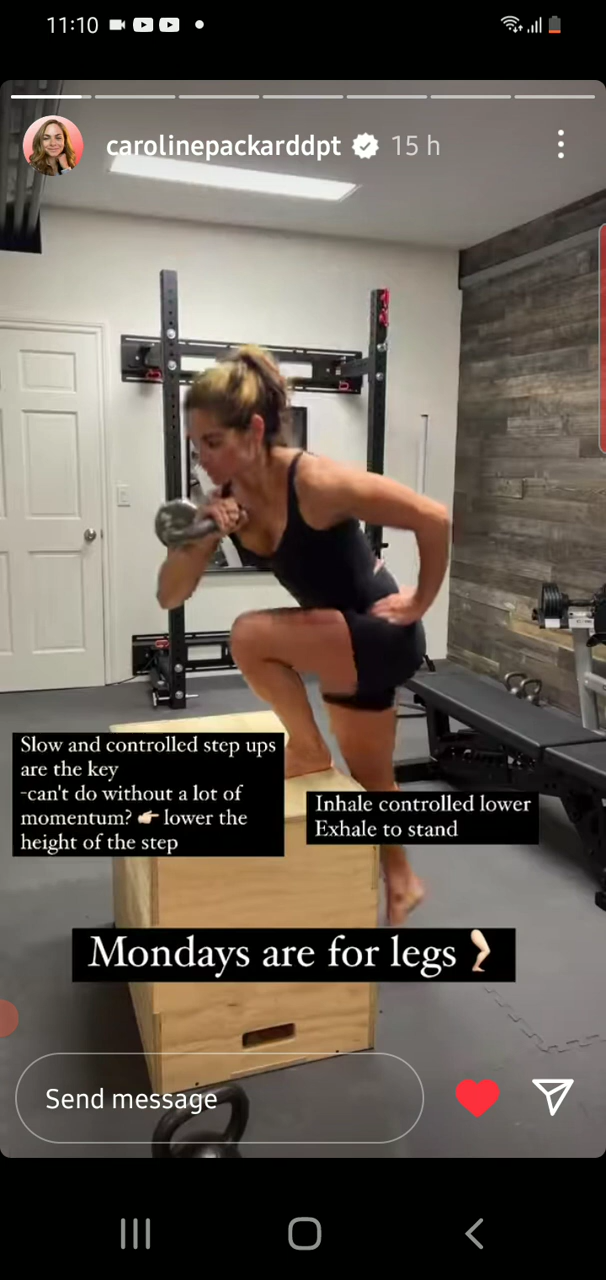 11:10
carolinepackarddpt 15 h
Slow and controlled step ups
are the key
-can't do without a lot of
momentum? 👉🏻 lower the
height of the step
Inhale controlled lower
Exhale to stand
Mondays are for legs 🦵🏻
Send message